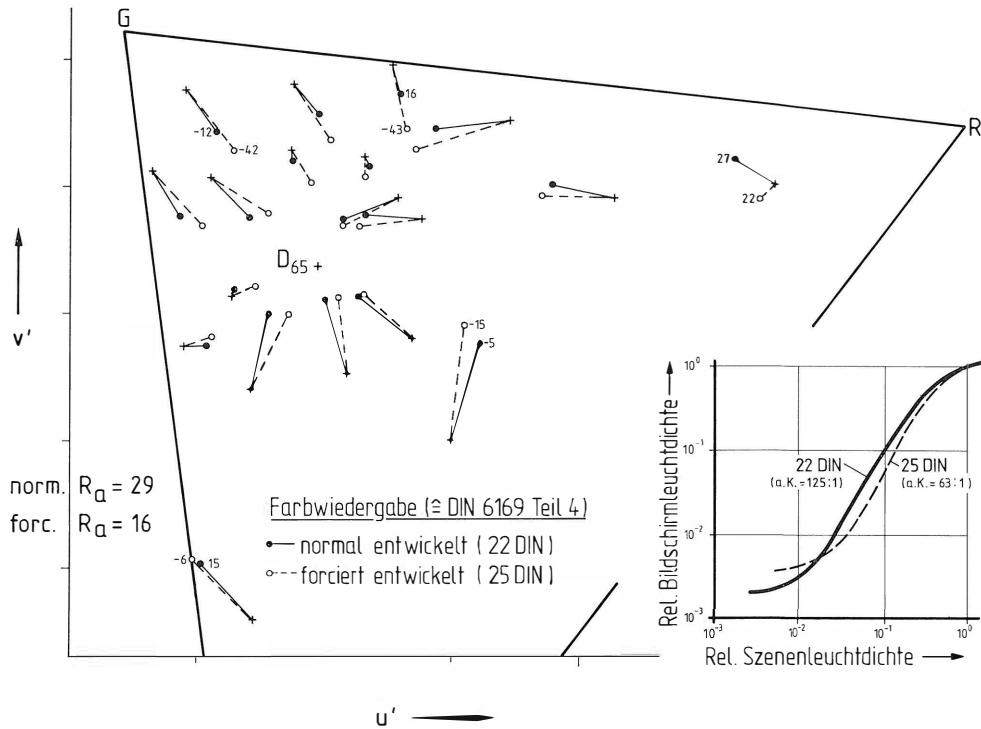 G
R
16
-12
-43
-42
27
22
D65 +
v'
-15
-5
norm. Ra = 29
forc. Ra = 16
Farbwiedergabe (≙ DIN 6169 Teil 4)
normal entwickelt (22 DIN)
forciert entwickelt (25 DIN)
-6
15
u'
Rel. Bildschirmleuchtdichte
10^0
10^-1
10^-2
10^-3
22 DIN
(a.K.=125:1)
25 DIN
(a.K.=63:1)
10^-3
10^-2
10^-1
10^0
Rel. Szenenleuchtdichte